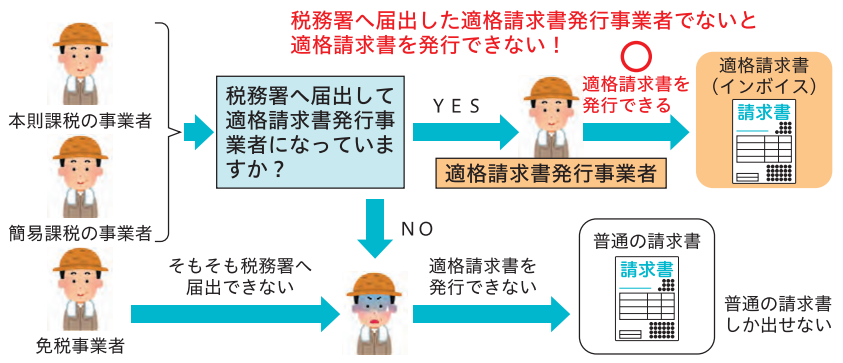 税務署へ届出した適格請求書発行事業者でないと
適格請求書を発行できない！
本則課税の事業者
簡易課税の事業者
免税事業者
税務署へ届出して
適格請求書発行事
業者になっていま
すか？
YES
適格請求書発行事業者
適格請求書を
発行できる
適格請求書
（インボイス）
請求書
NO
そもそも税務署へ
届出できない
適格請求書を
発行できない
普通の請求書
請求書
普通の請求書
しか出せない